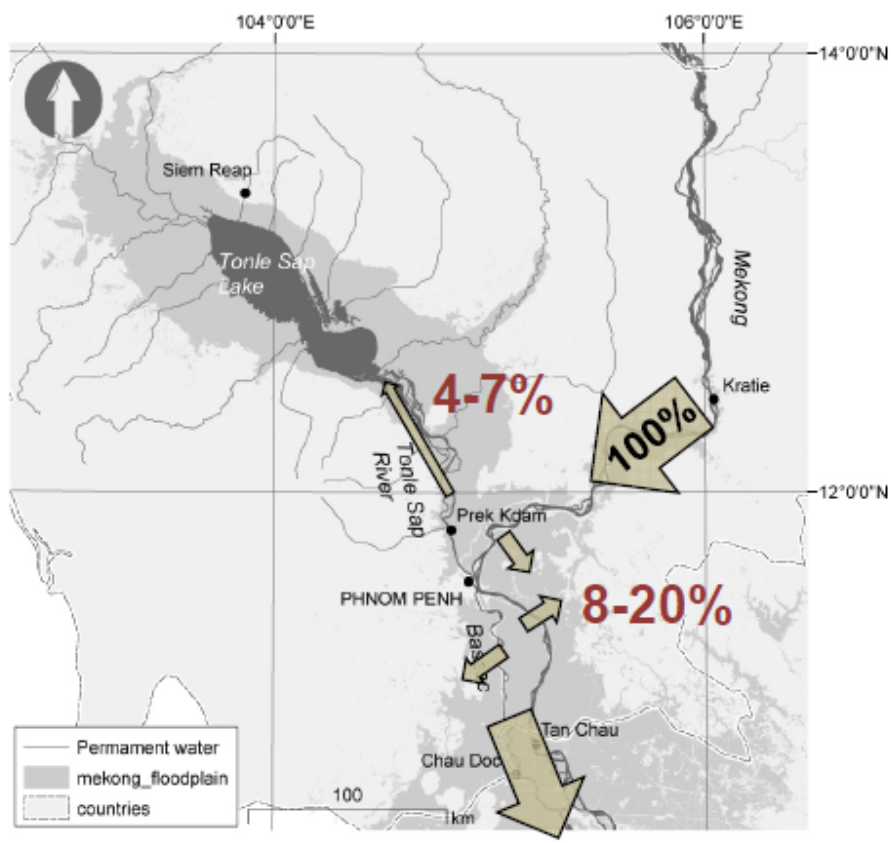 104°0'0"E
106°0'0"E
14°0'0"N
Siem Reap
Tonle Sap
Lake
Mekong
Kratie
4-7%
100%
Tonle Sap
River
12°0'0"N
Prek Kdam
PHNOM PENH
8-20%
Bassac
Tan Chau
Chau Doc
Permament water
mekong_floodplain
countries
100
km